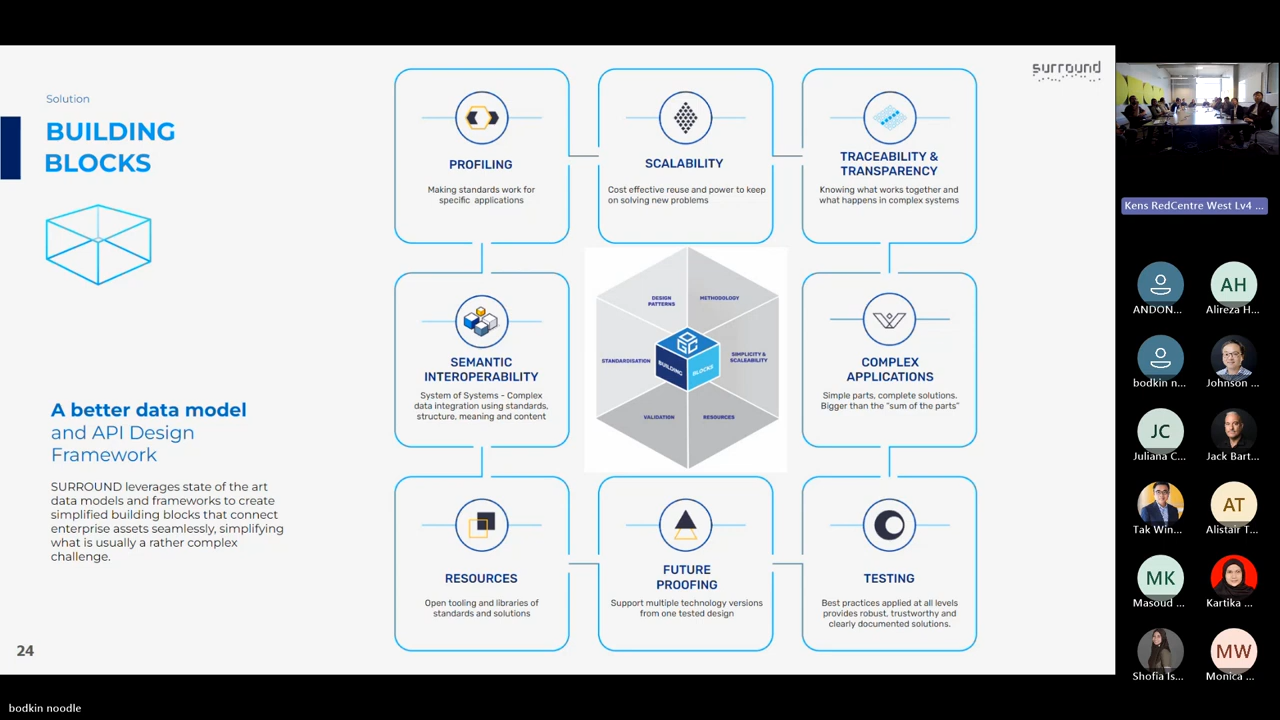 Solution
BUILDING
BLOCKS
A better data model
and API Design
Framework
SURROUND leverages state of the art
data models and frameworks to create
simplified building blocks that connect
enterprise assets seamlessly, simplifying
what is usually a rather complex
challenge.
24
surround
PROFILING
Making standards work for
specific applications
SCALABILITY
Cost effective reuse and power to keep
on solving new problems
TRACEABILITY &
TRANSPARENCY
Knowing what works together and
what happens in complex systems
SEMANTIC
INTEROPERABILITY
System of Systems - Complex
data integration using standards,
structure, meaning and content
DESIGN
PATTERNS
METHODOLOGY
STANDARDISATION
SIMPLICITY &
SCALEABILITY
OGC
BUILDING
BLOCKS
VALIDATION
RESOURCES
COMPLEX
APPLICATIONS
Simple parts, complete solutions.
Bigger than the “sum of the parts”
RESOURCES
Open tooling and libraries of
standards and solutions
FUTURE
PROOFING
Support multiple technology versions
from one tested design
TESTING
Best practices applied at all levels
provides robust, trustworthy and
clearly documented solutions.
Kens RedCentre West Lv4 ...
ANDON...
AH
Alireza H...
bodkin n...
Johnson ...
JC
Juliana C...
Jack Bart...
Tak Win...
AT
Alistair T...
MK
Masoud ...
Kartika ...
Shofia Is...
MW
Monica ...
bodkin noodle